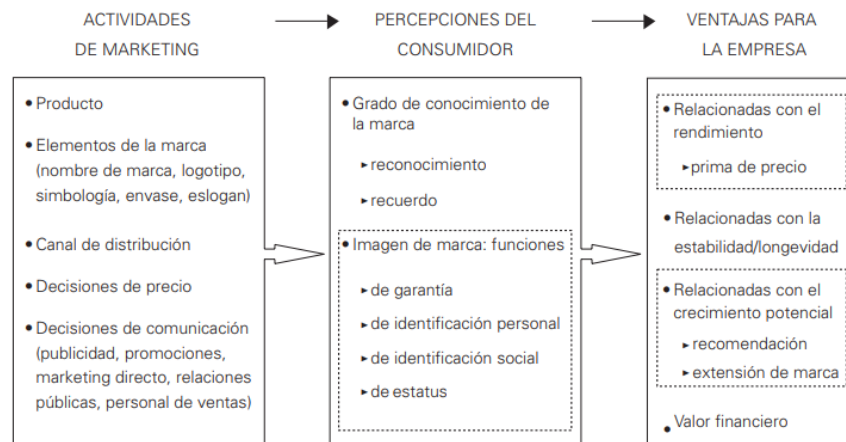 ACTIVIDADES
DE MARKETING
PERCEPCIONES DEL
CONSUMIDOR
VENTAJAS PARA
LA EMPRESA
• Producto
• Elementos de la marca
(nombre de marca, logotipo,
simbología, envase, eslogan)
• Canal de distribución
• Decisiones de precio
• Decisiones de comunicación
(publicidad, promociones,
marketing directo, relaciones
públicas, personal de ventas)
• Grado de conocimiento de
la marca
► reconocimiento
► recuerdo
• Imagen de marca: funciones
► de garantía
► de identificación personal
► de identificación social
► de estatus
• Relacionadas con el
rendimiento
► prima de precio
• Relacionadas con la
estabilidad/longevidad
• Relacionadas con el
crecimiento potencial
► recomendación
► extensión de marca
• Valor financiero